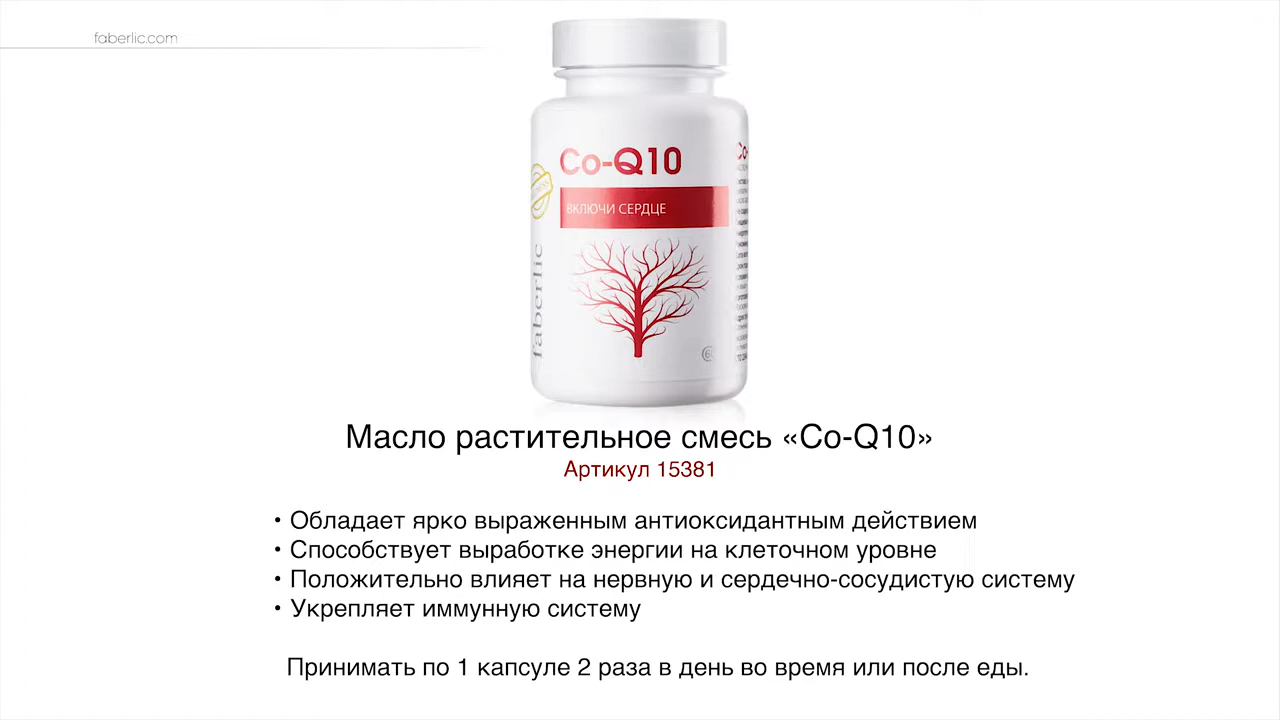 faberlic.com
Co-Q10
ВКЛЮЧИ СЕРДЦЕ
faberlic
Масло растительное смесь «Co-Q10»
Артикул 15381
• Обладает ярко выраженным антиоксидантным действием
• Способствует выработке энергии на клеточном уровне
• Положительно влияет на нервную и сердечно-сосудистую систему
• Укрепляет иммунную систему
Принимать по 1 капсуле 2 раза в день во время или после еды.